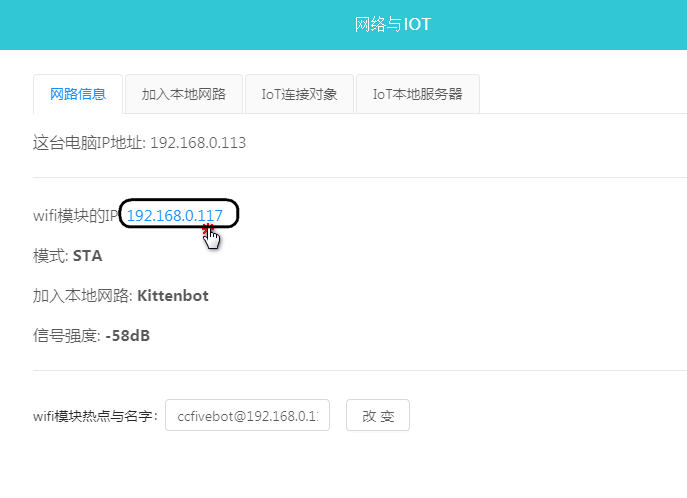 网络与IOT
网路信息 加入本地网路 IoT连接对象 IoT本地服务器
这台电脑IP地址: 192.168.0.113
wifi模块的IP 192.168.0.117
模式: STA
加入本地网路: Kittenbot
信号强度: -58dB
wifi模块热点与名字: ccfivebot@192.168.0.1 改 变